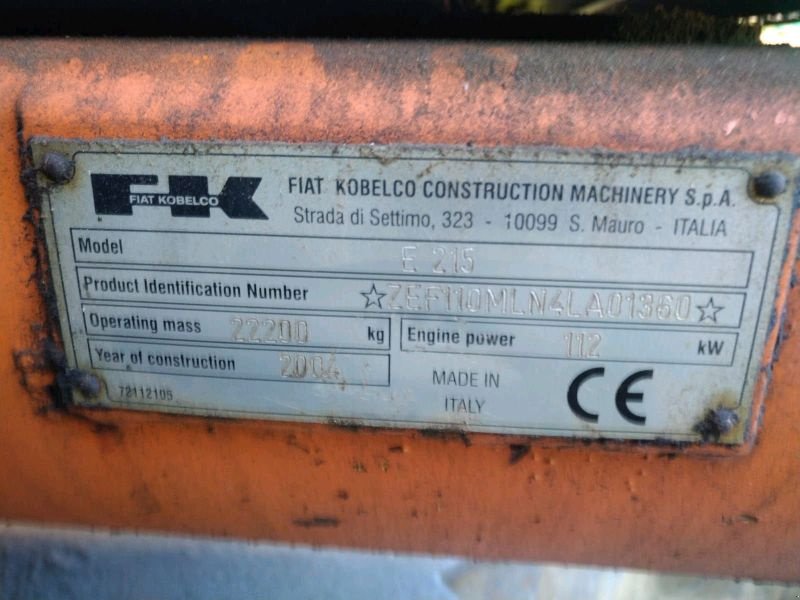 FK
FIAT KOBELCO
FIAT KOBELCO CONSTRUCTION MACHINERY S.p.A.
Strada di Settimo, 323 - 10099 S. Mauro - ITALIA
Model E 215
Product Identification Number ☆ZEF110MLN4LA01360☆
Operating mass 22200 kg Engine power 112 kW
Year of construction 2004
MADE IN
ITALY
CE
72112105